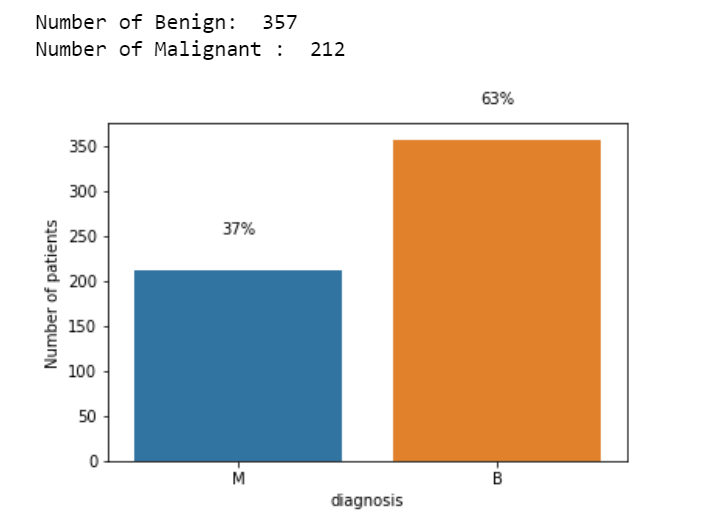 Number of Benign:  357
Number of Malignant :  212
63%
350
300
37%
250
200
150
100
50
0
Number of patients
M B
diagnosis